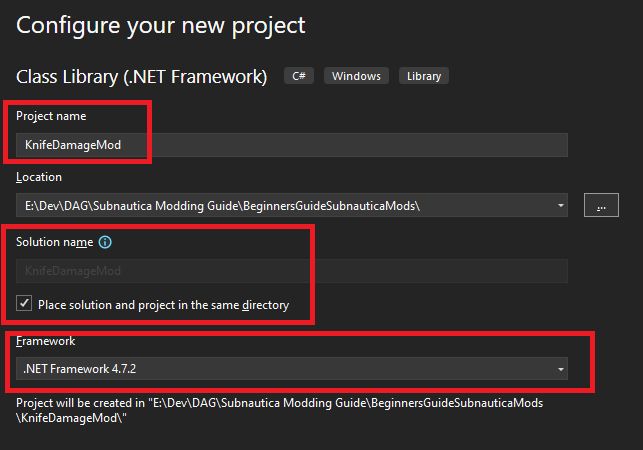 Configure your new project
Class Library (.NET Framework) C# Windows Library
Project name
KnifeDamageMod
Location
E:\Dev\DAG\Subnautica Modding Guide\BeginnersGuideSubnauticaMods\
...
Solution name
KnifeDamageMod
Place solution and project in the same directory
Framework
.NET Framework 4.7.2
Project will be created in "E:\Dev\DAG\Subnautica Modding Guide\BeginnersGuideSubnauticaMods
\KnifeDamageMod\"